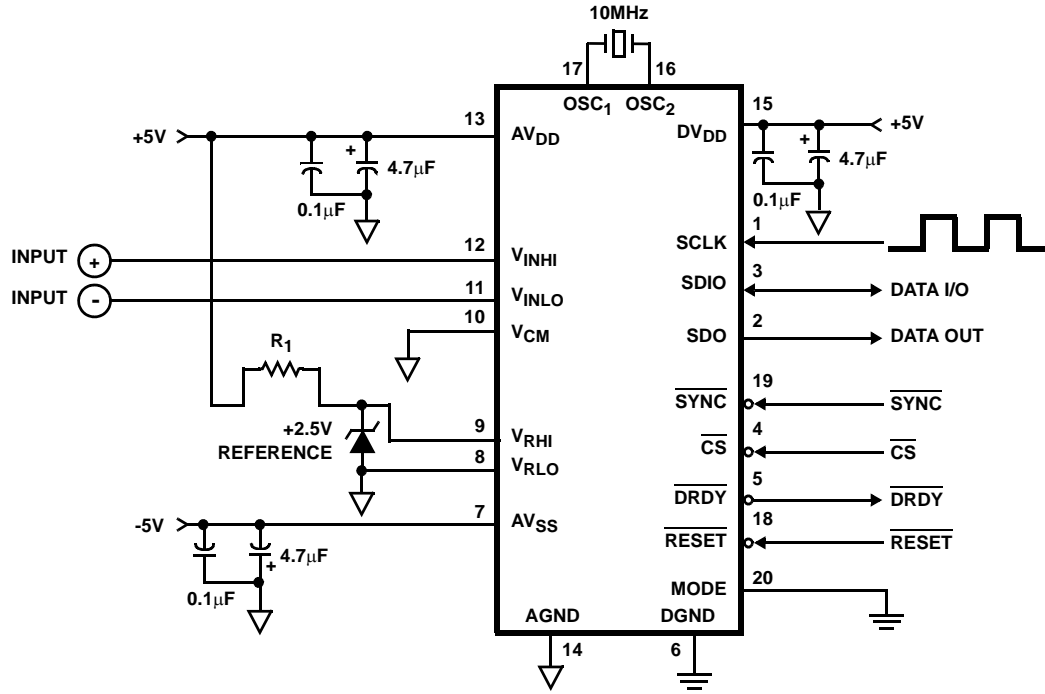 10MHz
17
16
OSC1
OSC2
+5V
13
AVDD
+
4.7µF
0.1µF
15
DVDD
+5V
+
4.7µF
0.1µF
INPUT +
12
VINHI
INPUT -
11
VINLO
10
VCM
R1
+2.5V
REFERENCE
9
VRHI
8
VRLO
-5V
7
AVSS
4.7µF
+
0.1µF
1
SCLK
3
SDIO
DATA I/O
2
SDO
DATA OUT
19
SYNC
SYNC
4
CS
CS
5
DRDY
DRDY
18
RESET
RESET
20
MODE
AGND
DGND
14
6